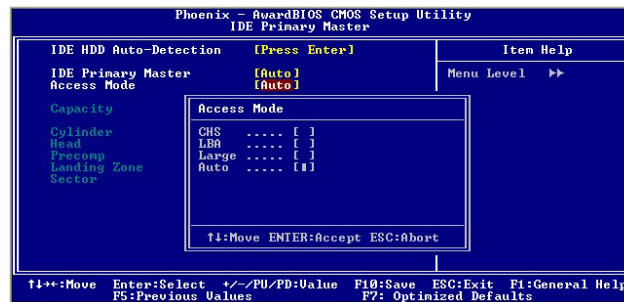 Phoenix - AwardBIOS CMOS Setup Utility
IDE Primary Master
IDE HDD Auto-Detection [Press Enter] Item Help
IDE Primary Master [Auto] Menu Level ▶▶
Access Mode [Auto]
Capacity
Access Mode
Cylinder CHS ..... [ ]
Head LBA ..... [ ]
Precomp Large ..... [ ]
Landing Zone Auto ..... [■]
Sector
↑↓:Move ENTER:Accept ESC:Abort
↑↓→←:Move Enter:Select +/-/PU/PD:Value F10:Save ESC:Exit F1:General Help
F5:Previous Values F7: Optimized Defaults